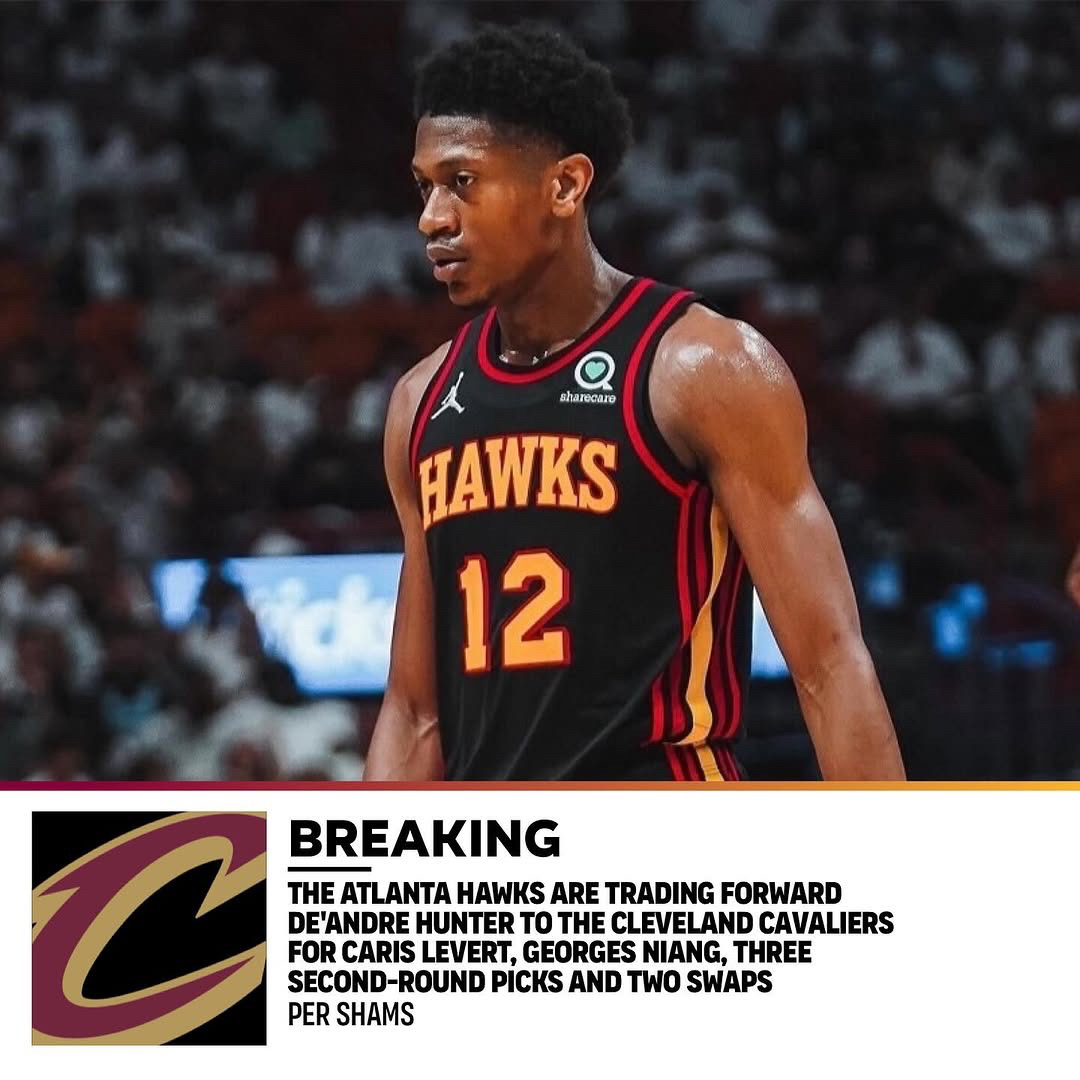 sharecare
HAWKS
12
BREAKING
THE ATLANTA HAWKS ARE TRADING FORWARD
DE'ANDRE HUNTER TO THE CLEVELAND CAVALIERS
FOR CARIS LEVERT, GEORGES NIANG, THREE
SECOND-ROUND PICKS AND TWO SWAPS
PER SHAMS